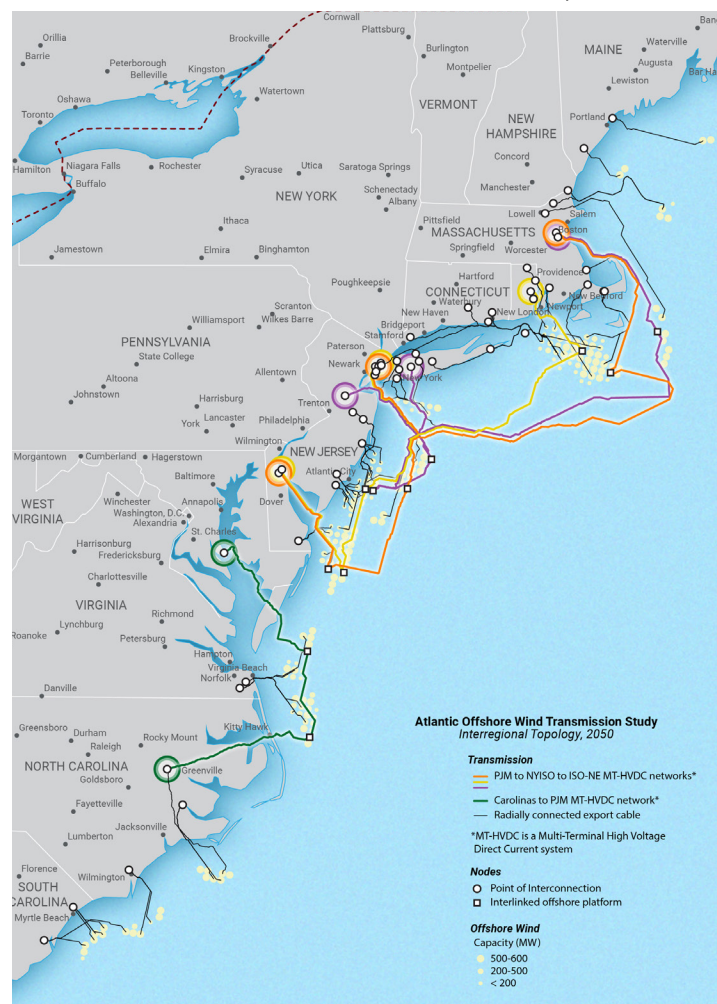 Cornwall
Plattsburg
Ban
Orillia
Brockville
Burlington
MAINE
Waterville
Barrie
Peterborough
Kingston
Montpelier
Augusta
Belleville
Bar Ha
Lewiston
Oshawa
Watertown
VERMONT
Portland
Toronto
NEW
HAMPSHIRE
Hamilton
Niagara Falls
Rochester
Utica
Saratoga Springs
Concord
Buffalo
Syracuse
Schenectady
Manchester
NEW YORK
Albany
Lowell
Salem
Ithaca
Pittsfield
MASSACHUSETTS
Boston
Jamestown
Elmira
Binghamton
Springfield
Worcester
Hartford
Providence
Poughkeepsie
CONNECTICUT
Waterbury
New Bedford
Scranton
New Haven
New London
Newport
Williamsport
Wilkes Barre
Bridgeport
PENNSYLVANIA
Stamford
State College
Paterson
Newark
New York
Altoona
Allentown
Johnstown
Harrisburg
Trenton
York
Lancaster
Philadelphia
Wilmington
Morgantown
Cumberland
Hagerstown
NEW JERSEY
Baltimore
Atlantic City
WEST
VIRGINIA
Winchester
Annapolis
Dover
Washington, D.C.
Alexandria
St. Charles
Harrisonburg
Fredericksburg
Charlottesville
VIRGINIA
Richmond
Roanoke
Lynchburg
Petersburg
Hampton
Virginia Beach
Norfolk
Danville
Kitty Hawk
Greensboro
Durham
Rocky Mount
Raleigh
NORTH CAROLINA
Greenville
Goldsboro
Fayetteville
Jacksonville
Lumberton
Florence
Wilmington
SOUTH
CAROLINA
Myrtle Beach
Atlantic Offshore Wind Transmission Study
Interregional Topology, 2050
Transmission
PJM to NYISO to ISO-NE MT-HVDC networks*
Carolinas to PJM MT-HVDC network*
Radially connected export cable
*MT-HVDC is a Multi-Terminal High Voltage
Direct Current system
Nodes
Point of Interconnection
Interlinked offshore platform
Offshore Wind
Capacity (MW)
500-600
200-500
< 200